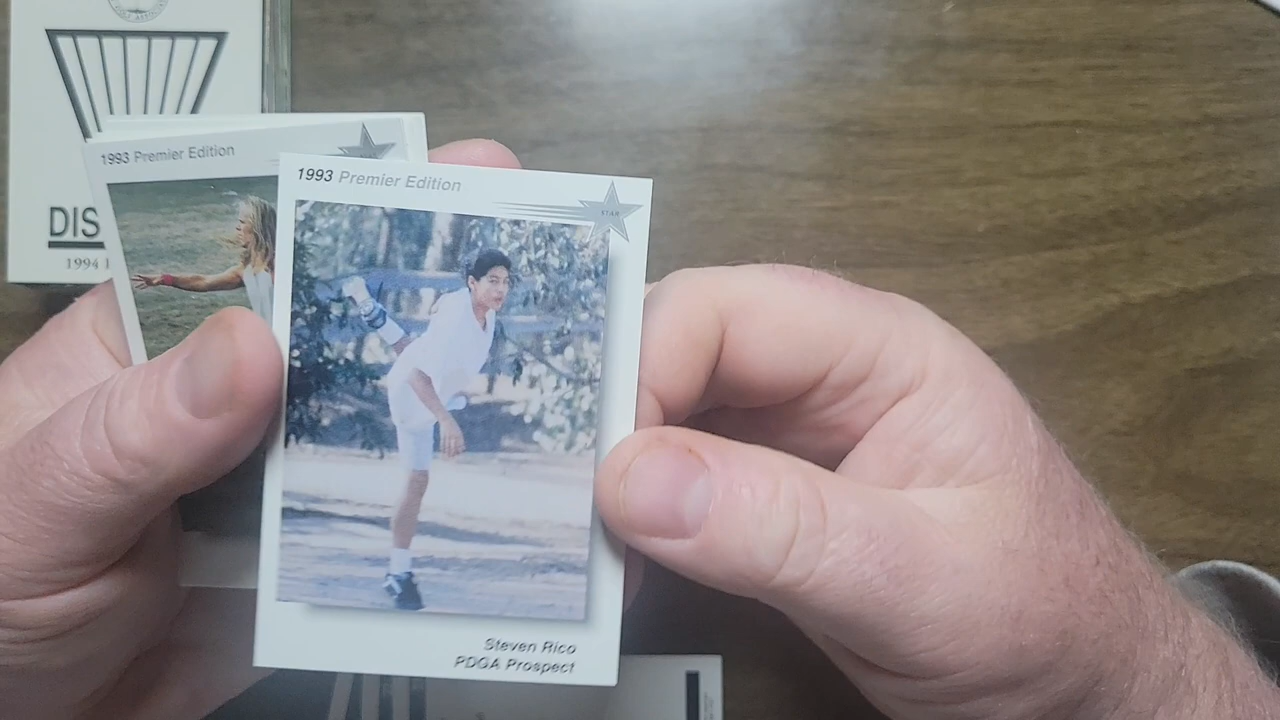 DIS
1994
1993 Premier Edition
1993 Premier Edition
STAR
Steven Rico
PDGA Prospect